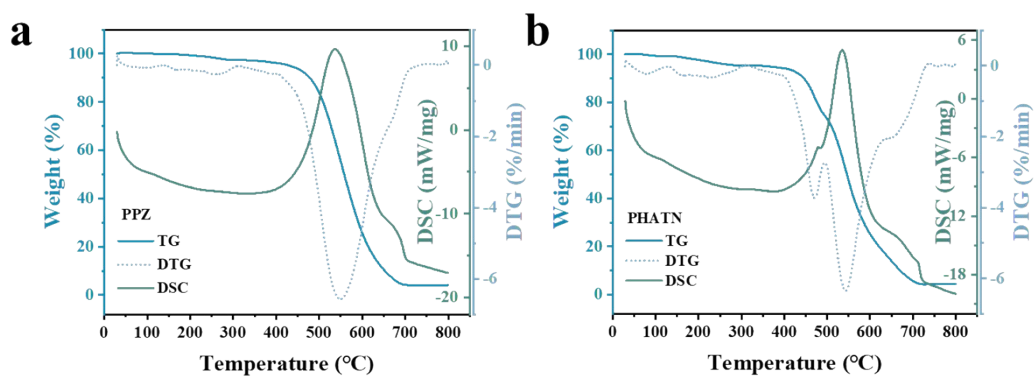 a
Weight (%)
100
80
60
40
20
0
PPZ
TG
DTG
DSC
0 100 200 300 400 500 600 700 800
Temperature (°C)
10
0
-10
-20
DSC (mW/mg)
0
-2
-4
-6
DTG (%/min)
b
Weight (%)
100
80
60
40
20
0
PHATN
TG
DTG
DSC
0 100 200 300 400 500 600 700 800
Temperature (°C)
6
0
-6
-12
-18
DSC (mW/mg)
0
-2
-4
-6
DTG (%/min)